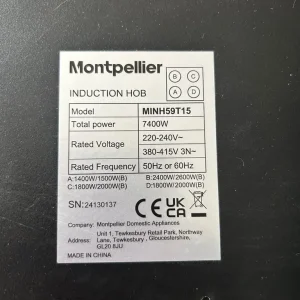 Montpellier
B C
A D
INDUCTION HOB
Model MINH59T15
Total power 7400W
Rated Voltage 220-240V~
380-415V 3N~
Rated Frequency 50Hz or 60Hz
A:1400W/1500W(B) B:2400W/2600W(B)
C:1800W/2000W(B) D:1800W/2000W(B)
SN:24130137
CE UK CA
Company: Montpellier Domestic Appliances
Address: Unit 1, Tewkesbury Retail Park, Northway
Lane, Tewkesbury , Gloucestershire,
GL20 8JJ
MADE IN CHINA